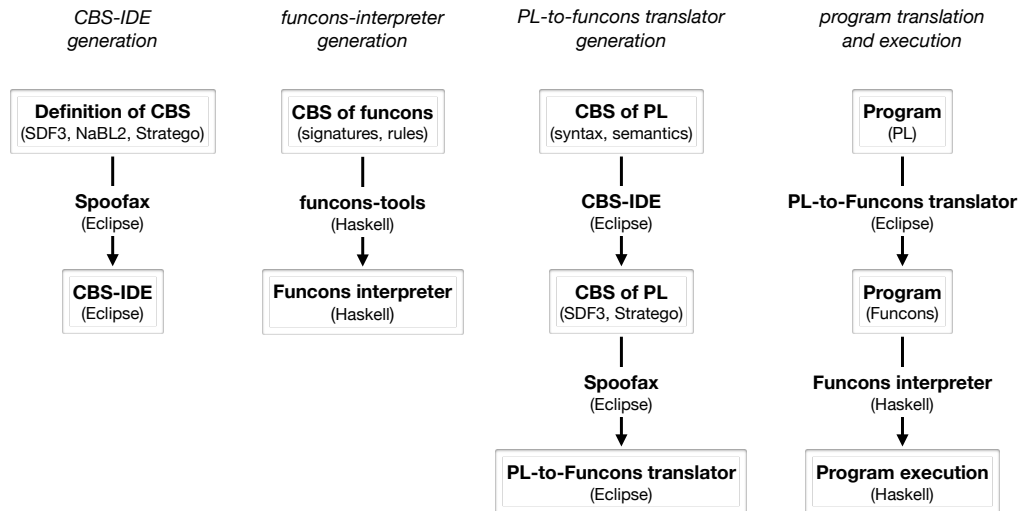 CBS-IDE
generation
Definition of CBS
(SDF3, NaBL2, Stratego)
Spoofax
(Eclipse)
CBS-IDE
(Eclipse)
funcons-interpreter
generation
CBS of funcons
(signatures, rules)
funcons-tools
(Haskell)
Funcons interpreter
(Haskell)
PL-to-funcons translator
generation
CBS of PL
(syntax, semantics)
CBS-IDE
(Eclipse)
CBS of PL
(SDF3, Stratego)
Spoofax
(Eclipse)
PL-to-Funcons translator
(Eclipse)
program translation
and execution
Program
(PL)
PL-to-Funcons translator
(Eclipse)
Program
(Funcons)
Funcons interpreter
(Haskell)
Program execution
(Haskell)